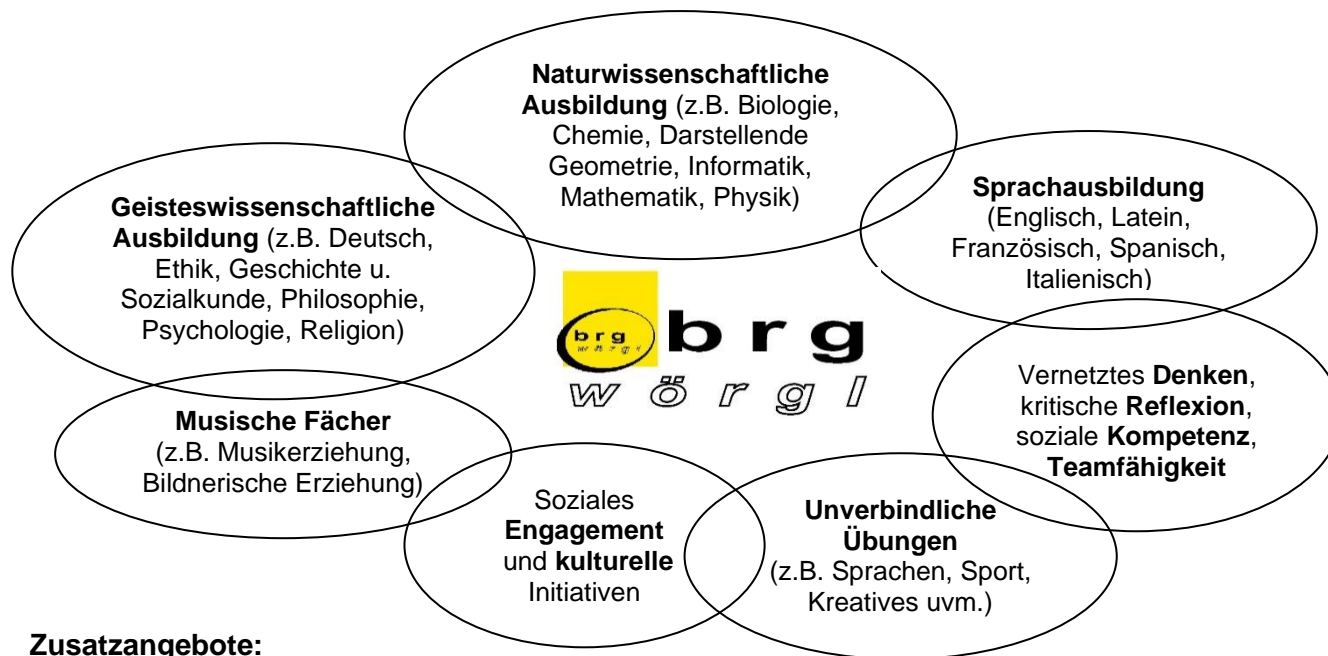 Naturwissenschaftliche
Ausbildung (z.B. Biologie,
Chemie, Darstellende
Geometrie, Informatik,
Mathematik, Physik)
Sprachausbildung
(Englisch, Latein,
Französisch, Spanisch,
Italienisch)
Geisteswissenschaftliche
Ausbildung (z.B. Deutsch,
Ethik, Geschichte u.
Sozialkunde, Philosophie,
Psychologie, Religion)
brg
wörgl
brg
wörgl
Vernetztes Denken,
kritische Reflexion,
soziale Kompetenz,
Teamfähigkeit
Musische Fächer
(z.B. Musikerziehung,
Bildnerische Erziehung)
Soziales
Engagement
und kulturelle
Initiativen
Unverbindliche
Übungen
(z.B. Sprachen, Sport,
Kreatives uvm.)
Zusatzangebote: